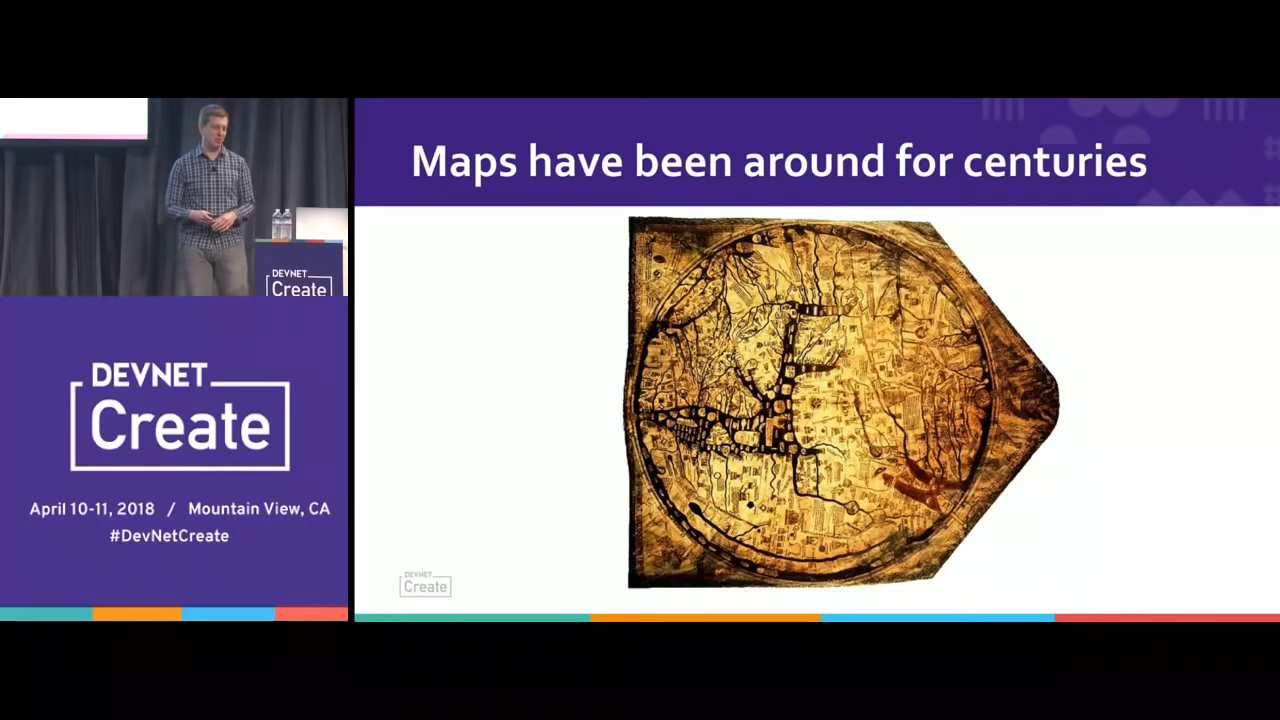 Maps have been around for centuries
DEVNET
Create
DEVNET
Create
April 10-11, 2018 / Mountain View, CA
#DevNetCreate
DEVNET
Create